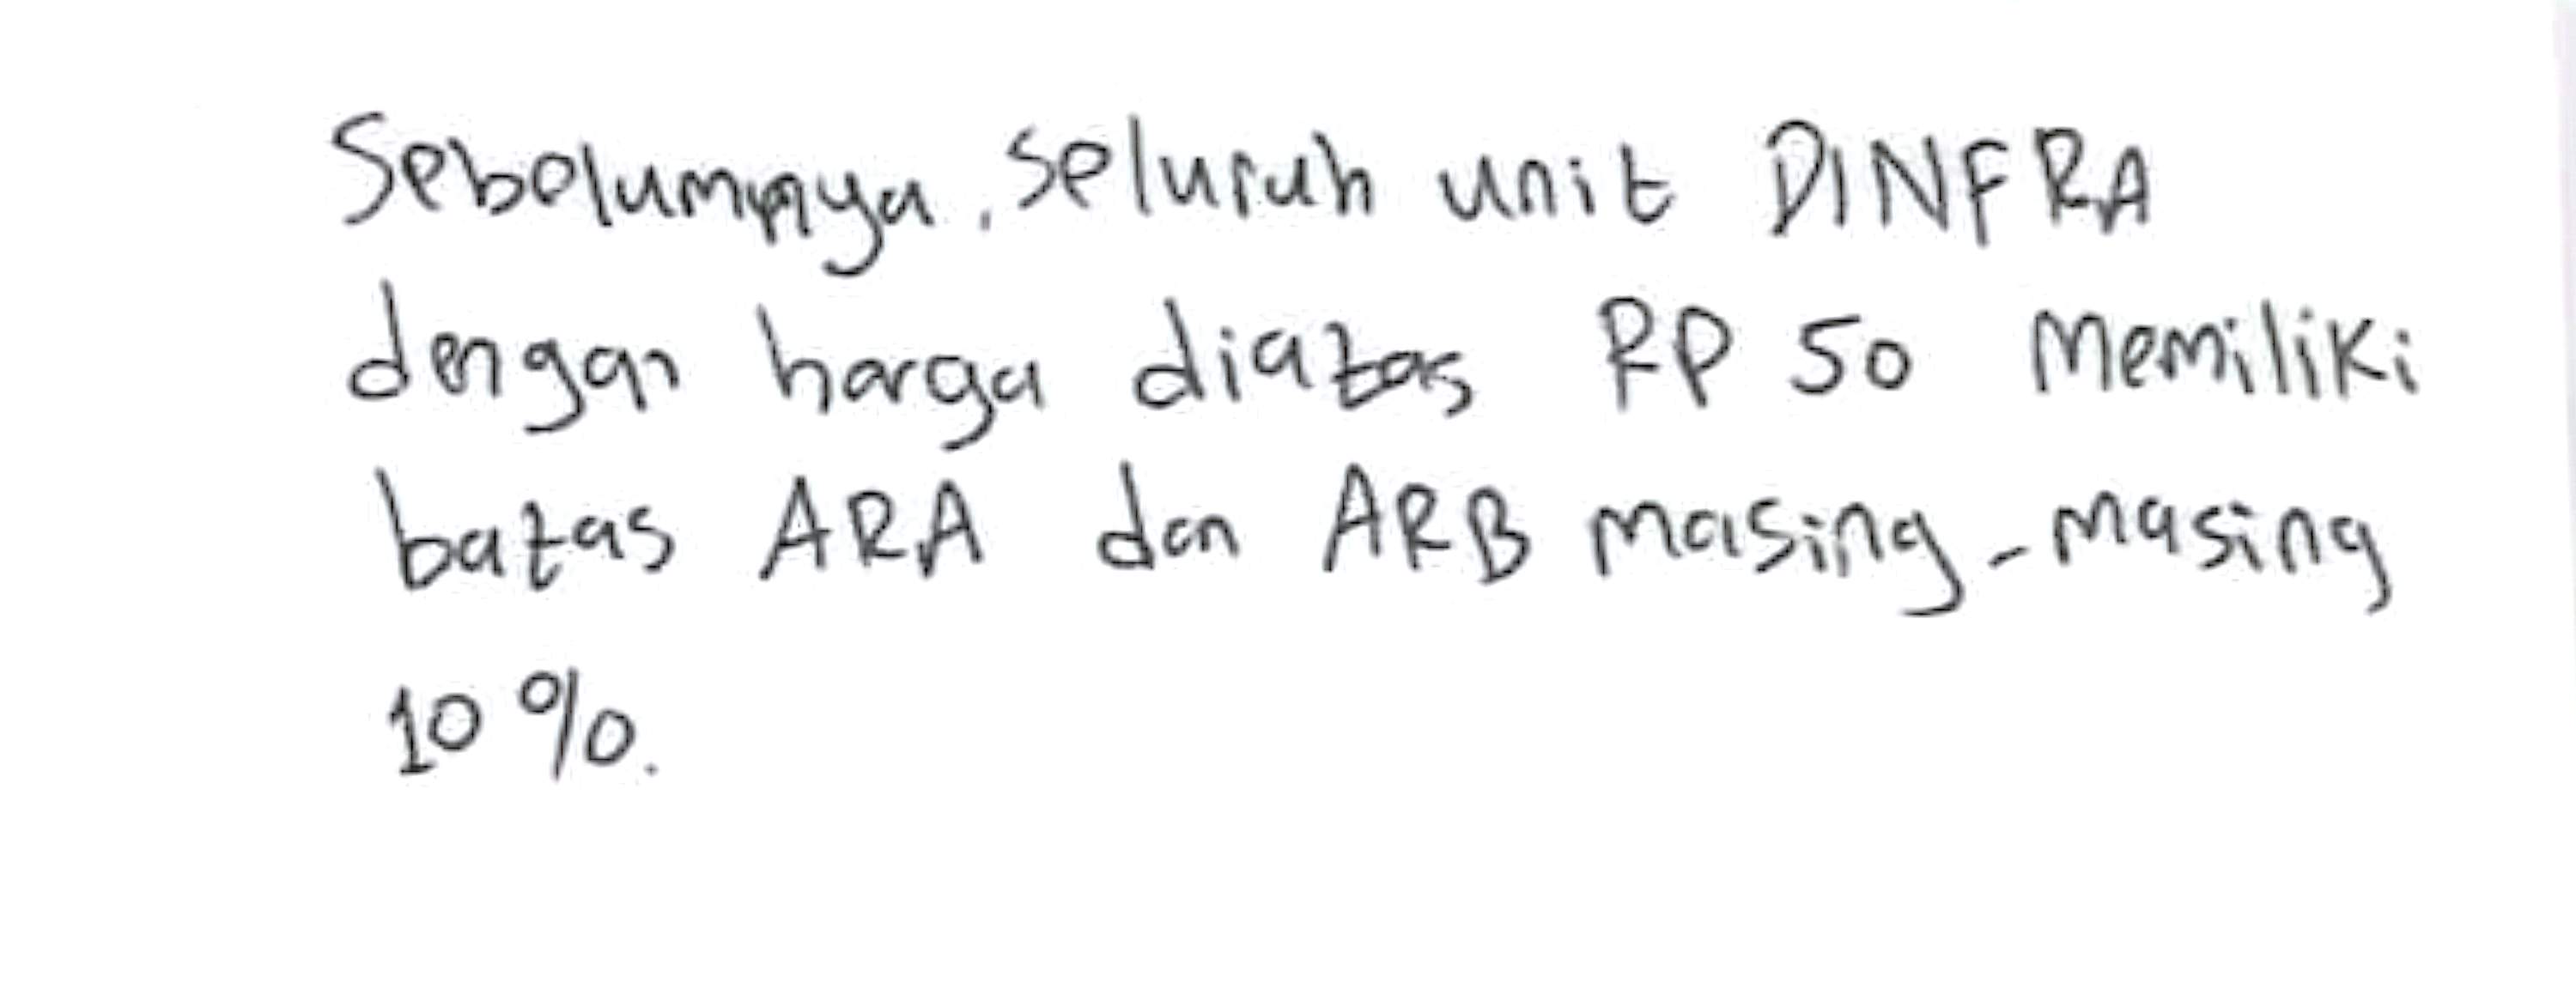 Sebelumnya, seluruh unit DINFRA
dengan harga diatas RP 50 memiliki
batas ARA dan ARB masing-masing
10%.